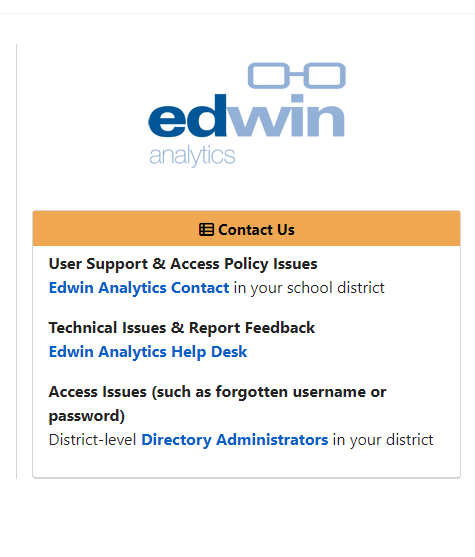 edwin
analytics
Contact Us
User Support & Access Policy Issues
Edwin Analytics Contact in your school district
Technical Issues & Report Feedback
Edwin Analytics Help Desk
Access Issues (such as forgotten username or
password)
District-level Directory Administrators in your district